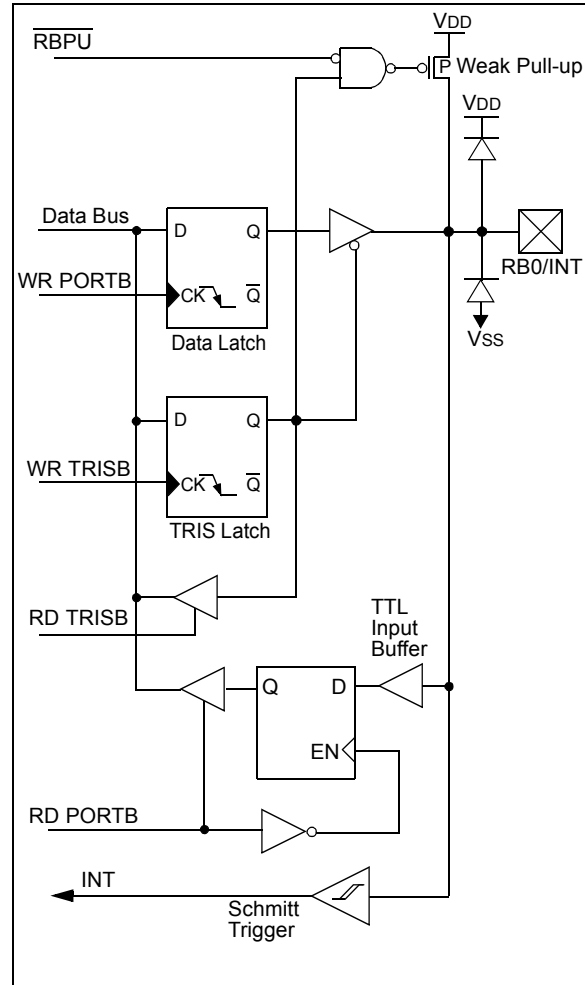 VDD
R̅B̅P̅U̅
P
Weak Pull-up
VDD
Data Bus
D
Q
RB0/INT
WR PORTB
CK
Q̅
Data Latch
VSS
D
Q
WR TRISB
CK
Q̅
TRIS Latch
RD TRISB
TTL
Input
Buffer
Q
D
EN
RD PORTB
INT
Schmitt
Trigger